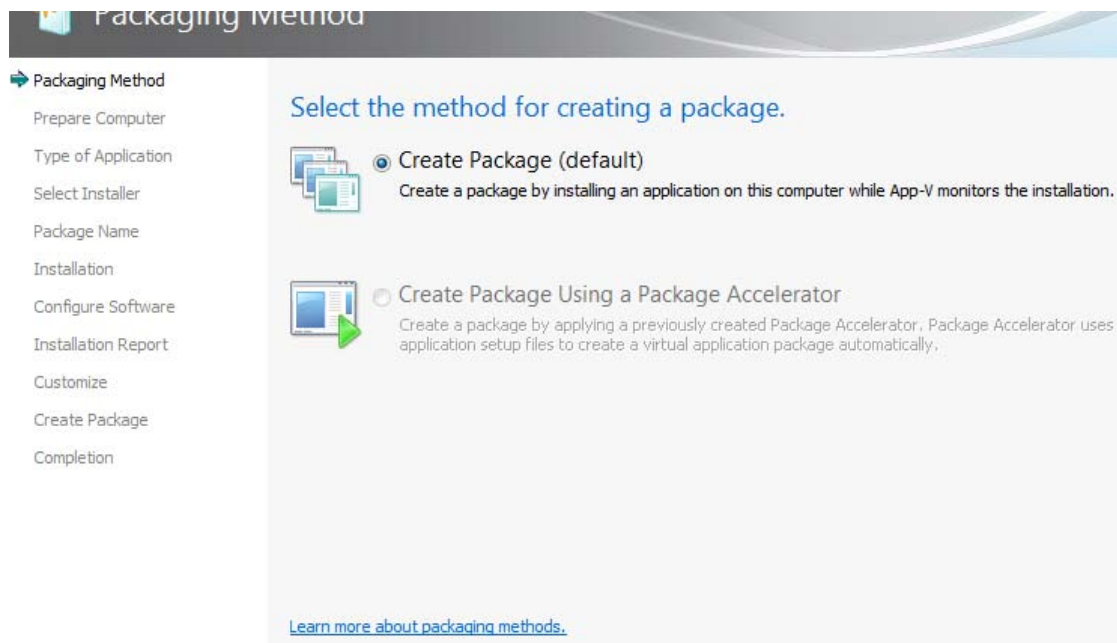 Packaging Method
Packaging Method
Prepare Computer
Type of Application
Select Installer
Package Name
Installation
Configure Software
Installation Report
Customize
Create Package
Completion
Select the method for creating a package.
Create Package (default)
Create a package by installing an application on this computer while App-V monitors the installation.
Create Package Using a Package Accelerator
Create a package by applying a previously created Package Accelerator. Package Accelerator uses
application setup files to create a virtual application package automatically.
Learn more about packaging methods.